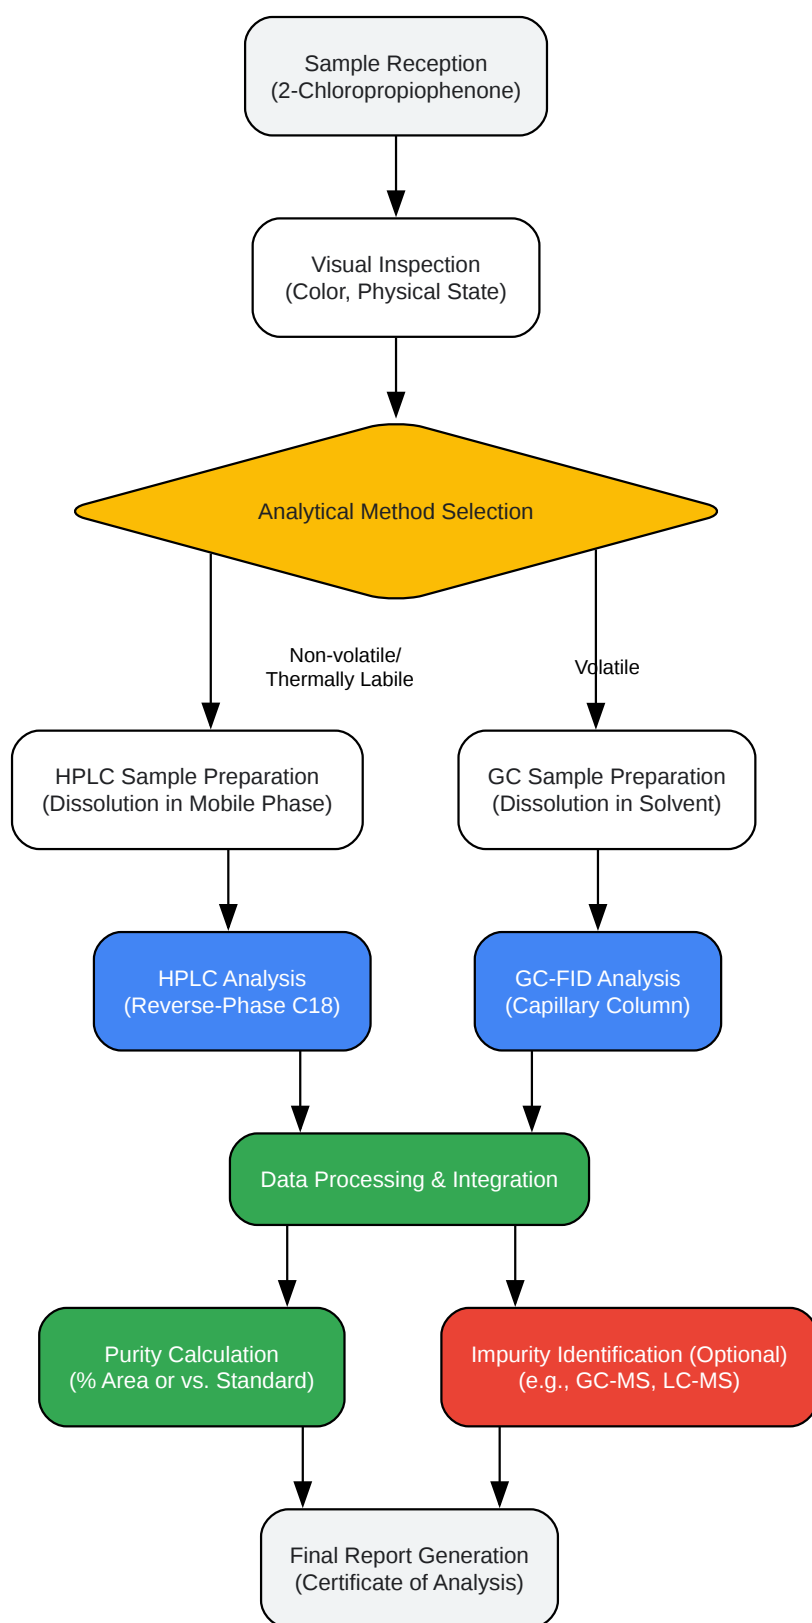 Sample Reception
(2-Chloropropiophenone)
Visual Inspection
(Color, Physical State)
Analytical Method Selection
Non-volatile/
Thermally Labile
Volatile
HPLC Sample Preparation
(Dissolution in Mobile Phase)
GC Sample Preparation
(Dissolution in Solvent)
HPLC Analysis
(Reverse-Phase C18)
GC-FID Analysis
(Capillary Column)
Data Processing & Integration
Purity Calculation
(% Area or vs. Standard)
Impurity Identification (Optional)
(e.g., GC-MS, LC-MS)
Final Report Generation
(Certificate of Analysis)